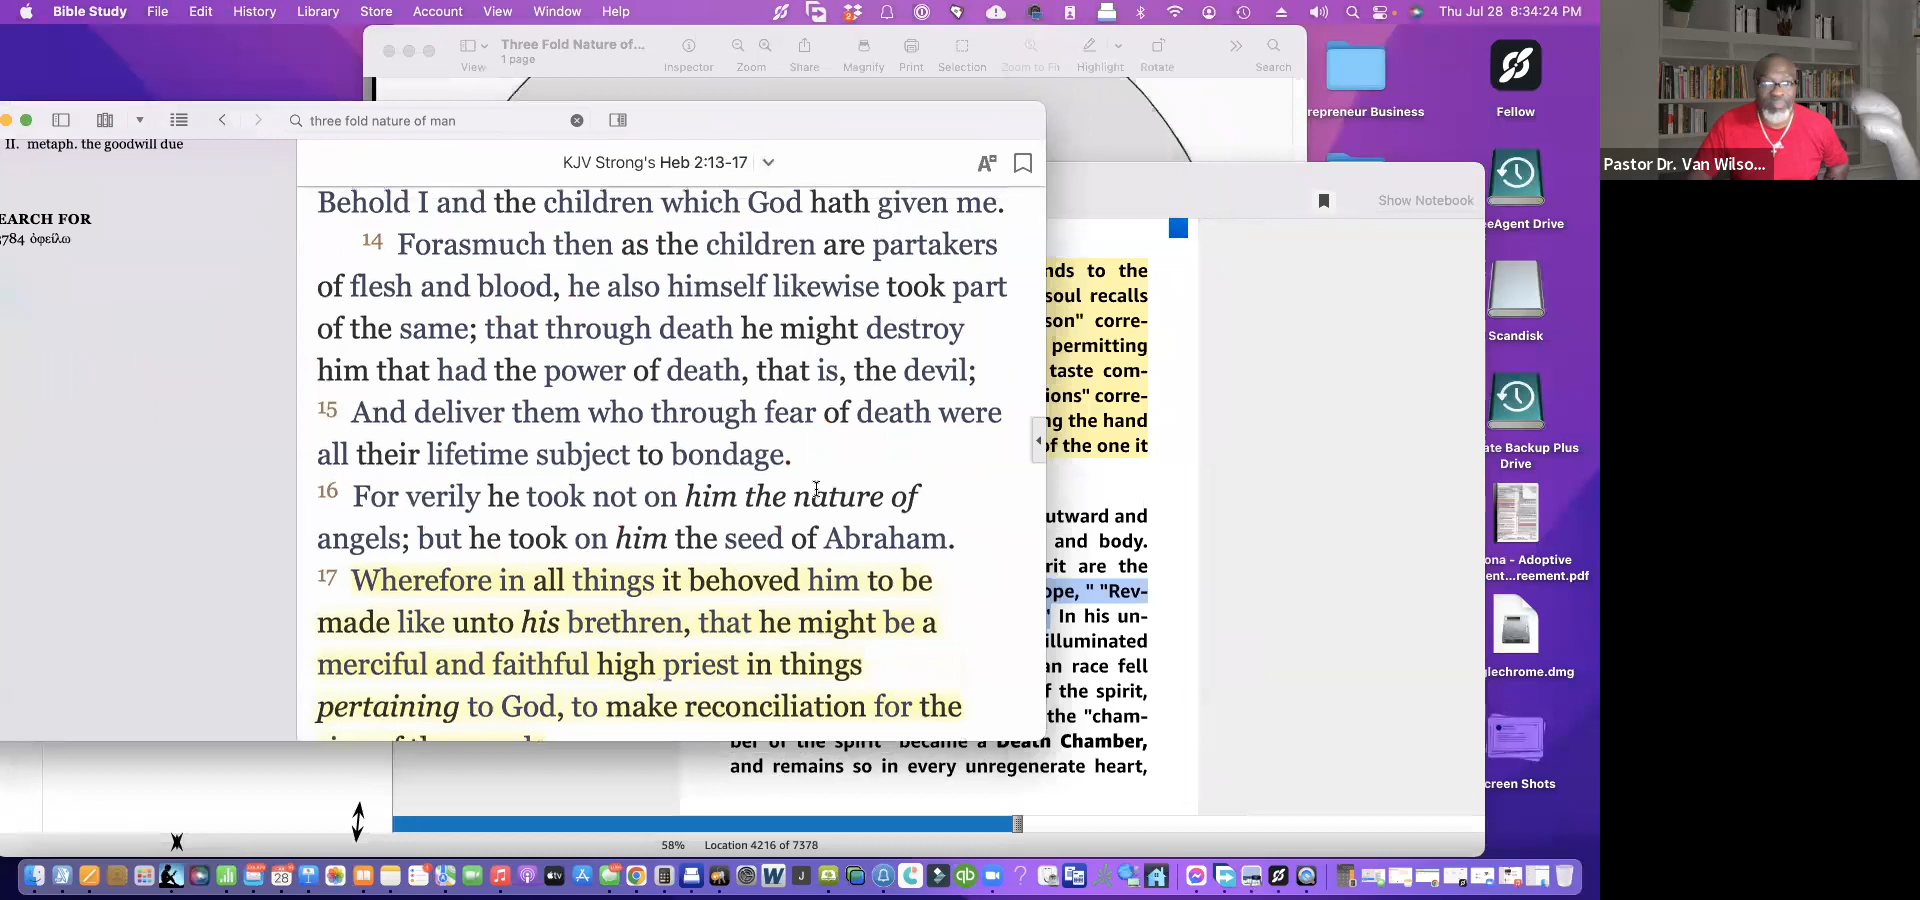 Bible Study File Edit History Library Store Account View Window Help
Thu Jul 28 8:34:24 PM
Three Fold Nature of...
1 page
View Inspector Zoom Share Magnify Print Selection Zoom to Fit Highlight Rotate Search
three fold nature of man
II. metaph. the goodwill due
EARCH FOR
3784 ὀφείλω
KJV Strong's Heb 2:13-17
Behold I and the children which God hath given me.
14 Forasmuch then as the children are partakers
of flesh and blood, he also himself likewise took part
of the same; that through death he might destroy
him that had the power of death, that is, the devil;
15 And deliver them who through fear of death were
all their lifetime subject to bondage.
16 For verily he took not on him the nature of
angels; but he took on him the seed of Abraham.
17 Wherefore in all things it behoved him to be
made like unto his brethren, that he might be a
merciful and faithful high priest in things
pertaining to God, to make reconciliation for the
Show Notebook
nds to the
soul recalls
son" corre-
permitting
taste com-
ions" corre-
ng the hand
of the one it
utward and
and body.
rit are the
ope, " "Rev-
In his un-
illuminated
an race fell
f the spirit,
the "cham-
ber of the spirit" became a Death Chamber,
and remains so in every unregenerate heart,
58% Location 4216 of 7378
repreneur Business
Fellow
eeAgent Drive
Scandisk
ate Backup Plus
Drive
ona - Adoptive
ent...reement.pdf
glechrome.dmg
creen Shots
Pastor Dr. Van Wilso...